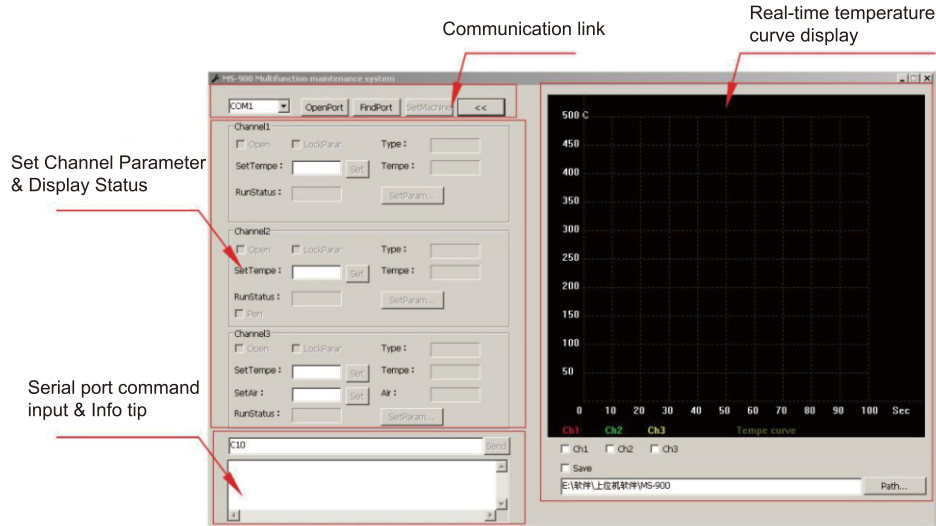 Communication link
Real-time temperature
curve display
Set Channel Parameter
& Display Status
Serial port command
input & Info tip
MS-900 Multifunction maintenance system
COM1 OpenPort FindPort SetMachine <<
Channel1
Open LockParar Type:
SetTempe: Set Tempe:
RunStatus: SetParam...
Channel2
Open LockParar Type:
SetTempe: Set Tempe:
RunStatus: SetParam...
Pen
Channel3
Open LockParar Type:
SetTempe: Set Tempe:
SetAir: Set Air:
RunStatus: SetParam...
C10 Send
500 C
450
400
350
300
250
200
150
100
50
0 10 20 30 40 50 60 70 80 90 100 Sec
Ch1 Ch2 Ch3 Tempe curve
Ch1 Ch2 Ch3
Save
E:\软件\上位机软件\MS-900 Path...